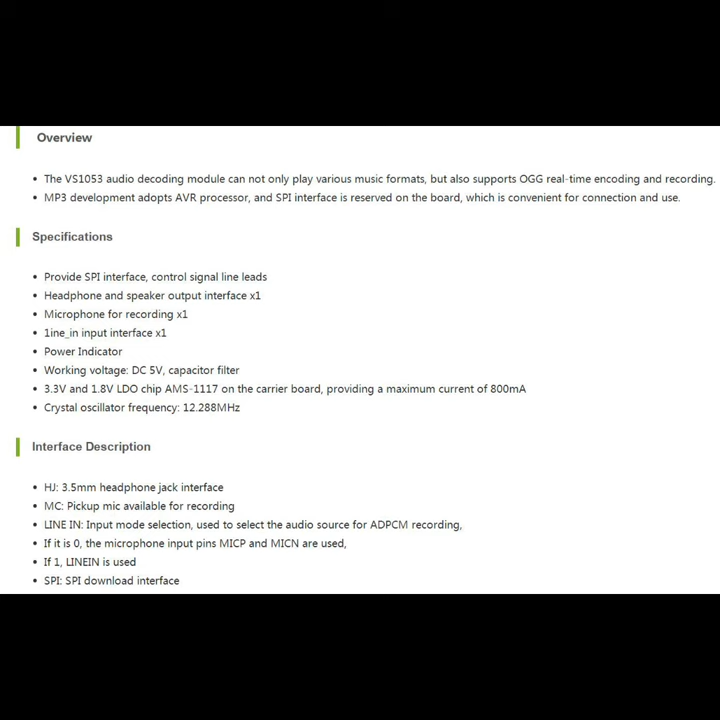 Overview
• The VS1053 audio decoding module can not only play various music formats, but also supports OGG real-time encoding and recording.
• MP3 development adopts AVR processor, and SPI interface is reserved on the board, which is convenient for connection and use.
Specifications
• Provide SPI interface, control signal line leads
• Headphone and speaker output interface x1
• Microphone for recording x1
• 1ine_in input interface x1
• Power Indicator
• Working voltage: DC 5V, capacitor filter
• 3.3V and 1.8V LDO chip AMS-1117 on the carrier board, providing a maximum current of 800mA
• Crystal oscillator frequency: 12.288MHz
Interface Description
• HJ: 3.5mm headphone jack interface
• MC: Pickup mic available for recording
• LINE IN: Input mode selection, used to select the audio source for ADPCM recording,
• If it is 0, the microphone input pins MICP and MICN are used,
• If 1, LINEIN is used
• SPI: SPI download interface